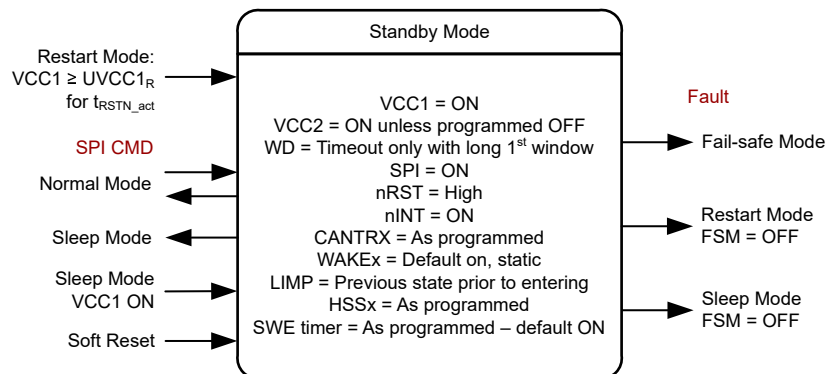 Standby Mode
Restart Mode:
VCC1 ≥ UVCC1R
for tRSTN_act
SPI CMD
Normal Mode
Sleep Mode
Sleep Mode
VCC1 ON
Soft Reset
VCC1 = ON
VCC2 = ON unless programmed OFF
WD = Timeout only with long 1st window
SPI = ON
nRST = High
nINT = ON
CANTRX = As programmed
WAKEx = Default on, static
LIMP = Previous state prior to entering
HSSx = As programmed
SWE timer = As programmed – default ON
Fault
Fail-safe Mode
Restart Mode
FSM = OFF
Sleep Mode
FSM = OFF